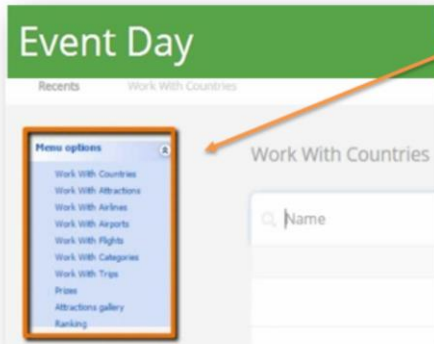 Event Day
Recents Work With Countries
Menu options
Work With Countries
Work With Attractions
Work With Airlines
Work With Airports
Work With Flights
Work With Categories
Work With Trips
Prizes
Attractions gallery
Ranking
Work With Countries
Name